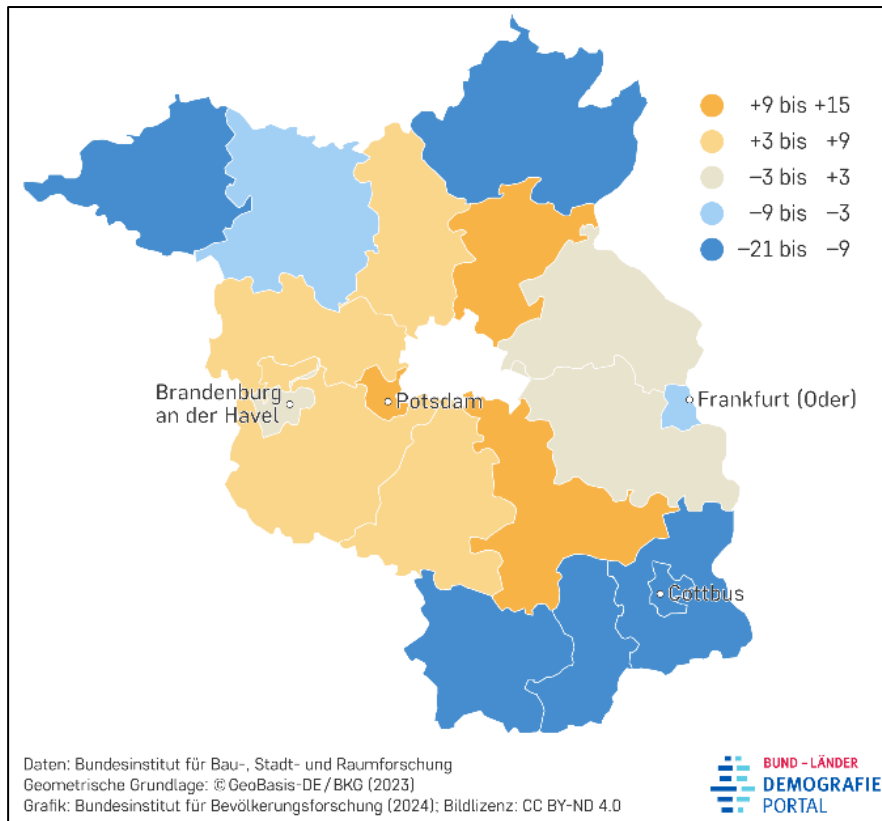 +9 bis +15
+3 bis +9
−3 bis +3
−9 bis −3
−21 bis −9
Brandenburg
an der Havel
Potsdam
Frankfurt (Oder)
Cottbus
Daten: Bundesinstitut für Bau-, Stadt- und Raumforschung
Geometrische Grundlage: © GeoBasis-DE/BKG (2023)
Grafik: Bundesinstitut für Bevölkerungsforschung (2024); Bildlizenz: CC BY-ND 4.0
BUND – LÄNDER
DEMOGRAFIE
PORTAL